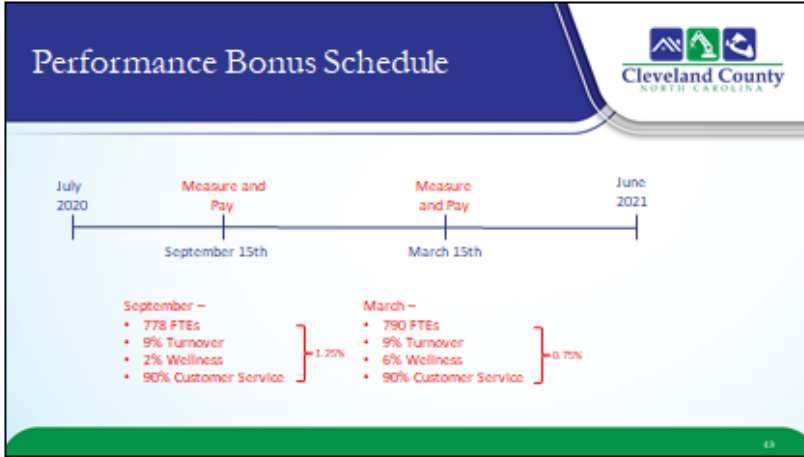 Performance Bonus Schedule
Cleveland County
NORTH CAROLINA
July
2020
Measure and
Pay
Measure
and Pay
June
2021
September 15th
March 15th
September –
• 778 FTEs
• 9% Turnover
• 2% Wellness
• 90% Customer Service
1.25%
March –
• 790 FTEs
• 9% Turnover
• 6% Wellness
• 90% Customer Service
0.75%